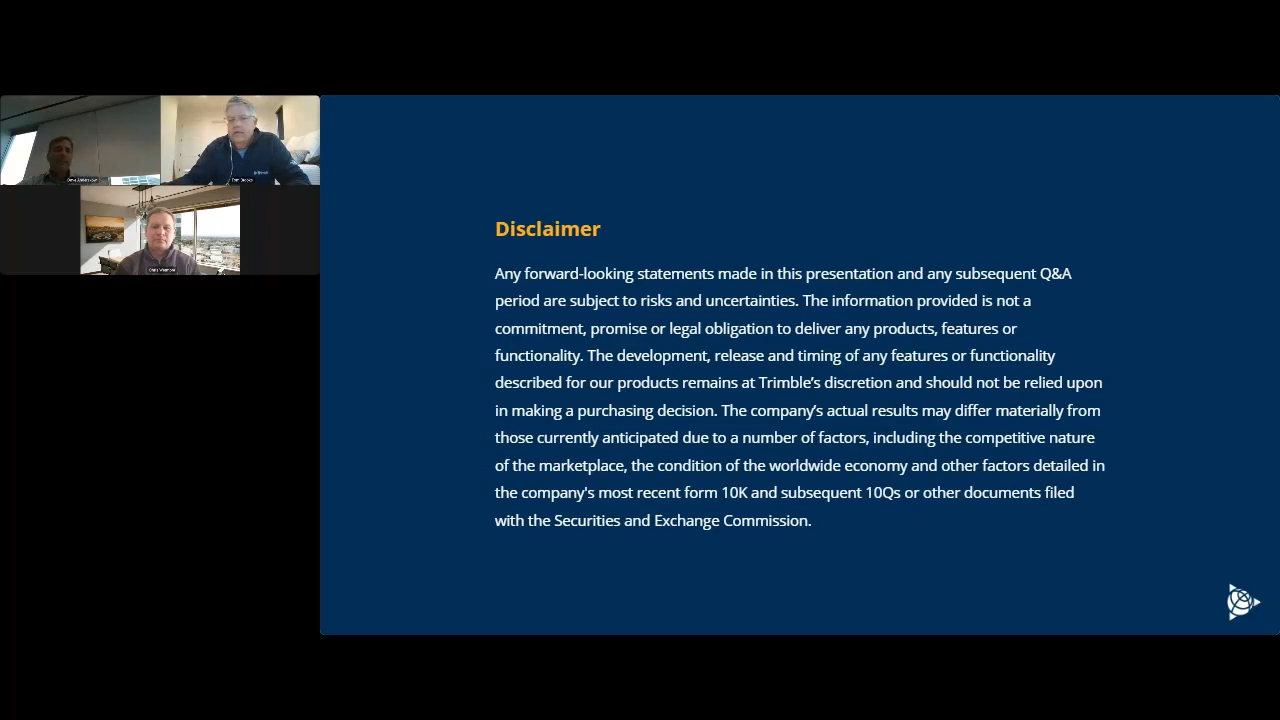 Dave Anderskow
Tom Brooke
Chris Wetmore
Disclaimer
Any forward-looking statements made in this presentation and any subsequent Q&A
period are subject to risks and uncertainties. The information provided is not a
commitment, promise or legal obligation to deliver any products, features or
functionality. The development, release and timing of any features or functionality
described for our products remains at Trimble’s discretion and should not be relied upon
in making a purchasing decision. The company’s actual results may differ materially from
those currently anticipated due to a number of factors, including the competitive nature
of the marketplace, the condition of the worldwide economy and other factors detailed in
the company's most recent form 10K and subsequent 10Qs or other documents filed
with the Securities and Exchange Commission.